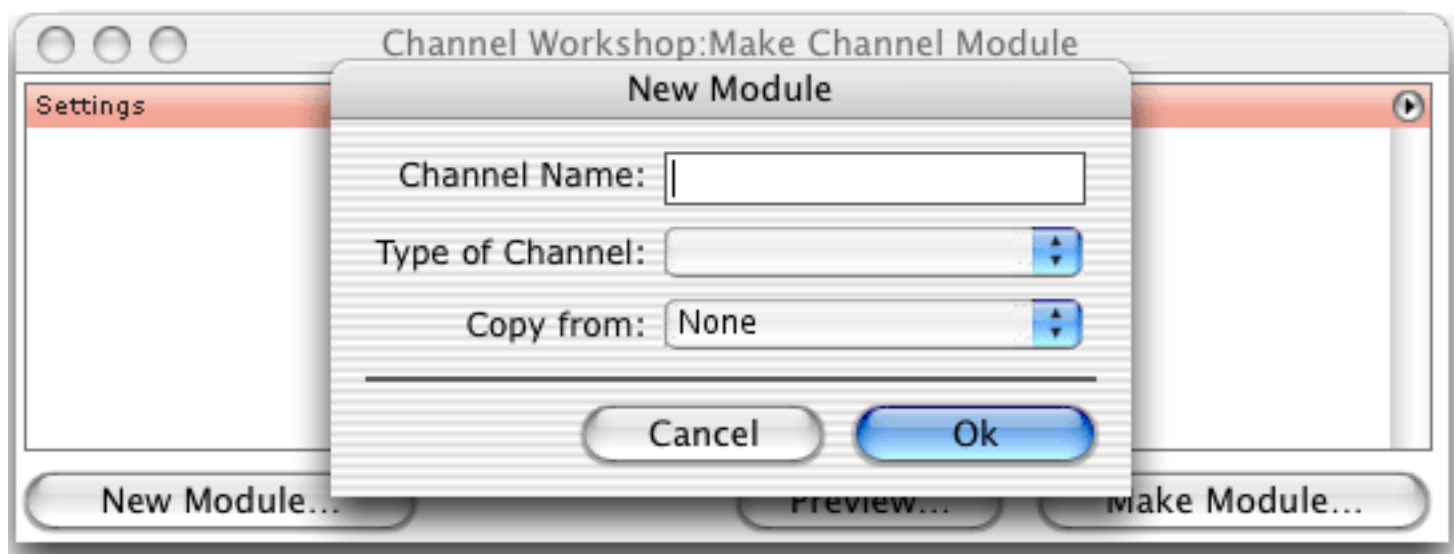 Channel Workshop:Make Channel Module
Settings
New Module
Channel Name:
Type of Channel:
Copy from: None
Cancel Ok
New Module... Preview... Make Module...